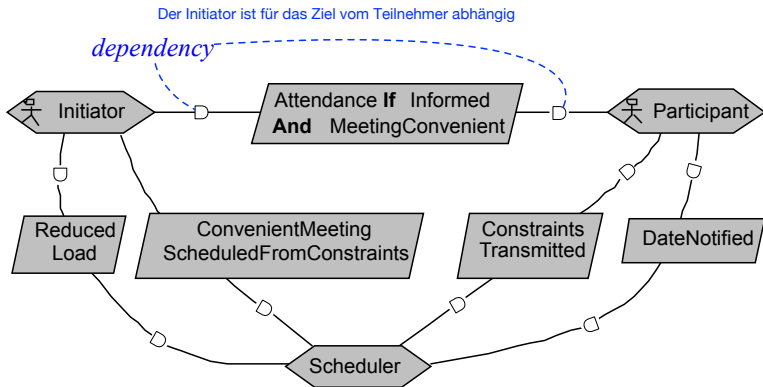 Der Initiator ist für das Ziel vom Teilnehmer abhängig
dependency
Initiator
Attendance If Informed
And MeetingConvenient
Participant
Reduced
Load
ConvenientMeeting
ScheduledFromConstraints
Constraints
Transmitted
DateNotified
Scheduler